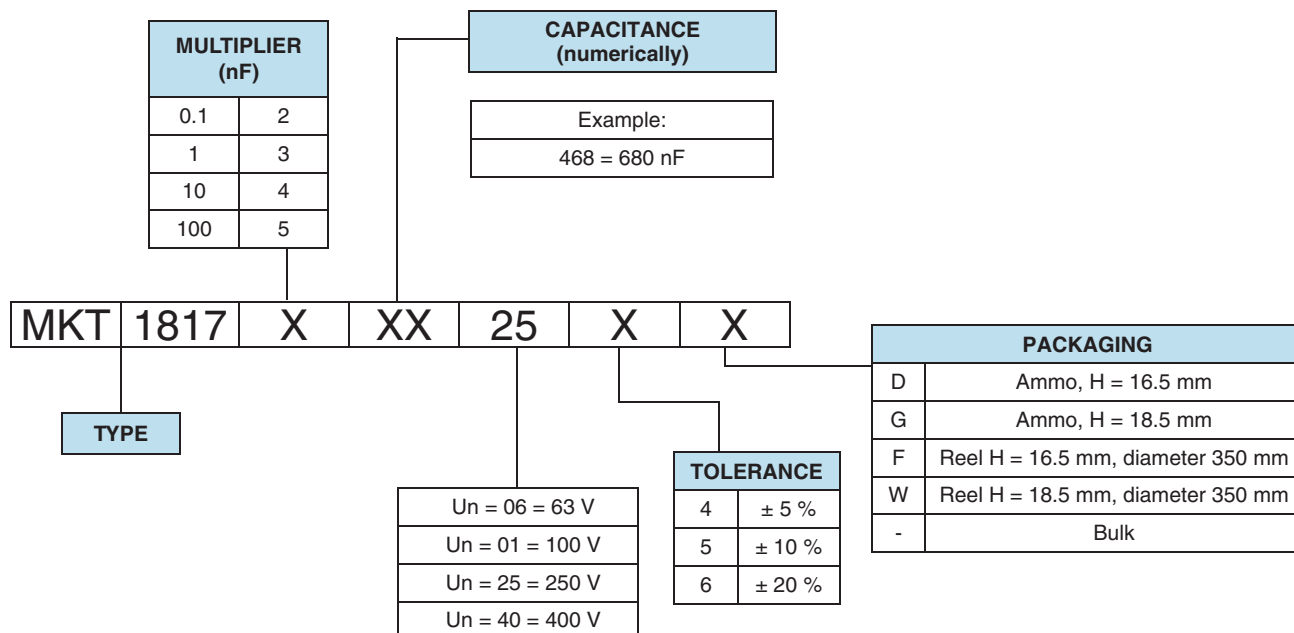 MULTIPLIER
(nF)
0.1 2
1 3
10 4
100 5
CAPACITANCE
(numerically)
Example:
468 = 680 nF
MKT 1817 X XX 25 X X
TYPE
Un = 06 = 63 V
Un = 01 = 100 V
Un = 25 = 250 V
Un = 40 = 400 V
TOLERANCE
4 ± 5 %
5 ± 10 %
6 ± 20 %
PACKAGING
D Ammo, H = 16.5 mm
G Ammo, H = 18.5 mm
F Reel H = 16.5 mm, diameter 350 mm
W Reel H = 18.5 mm, diameter 350 mm
- Bulk